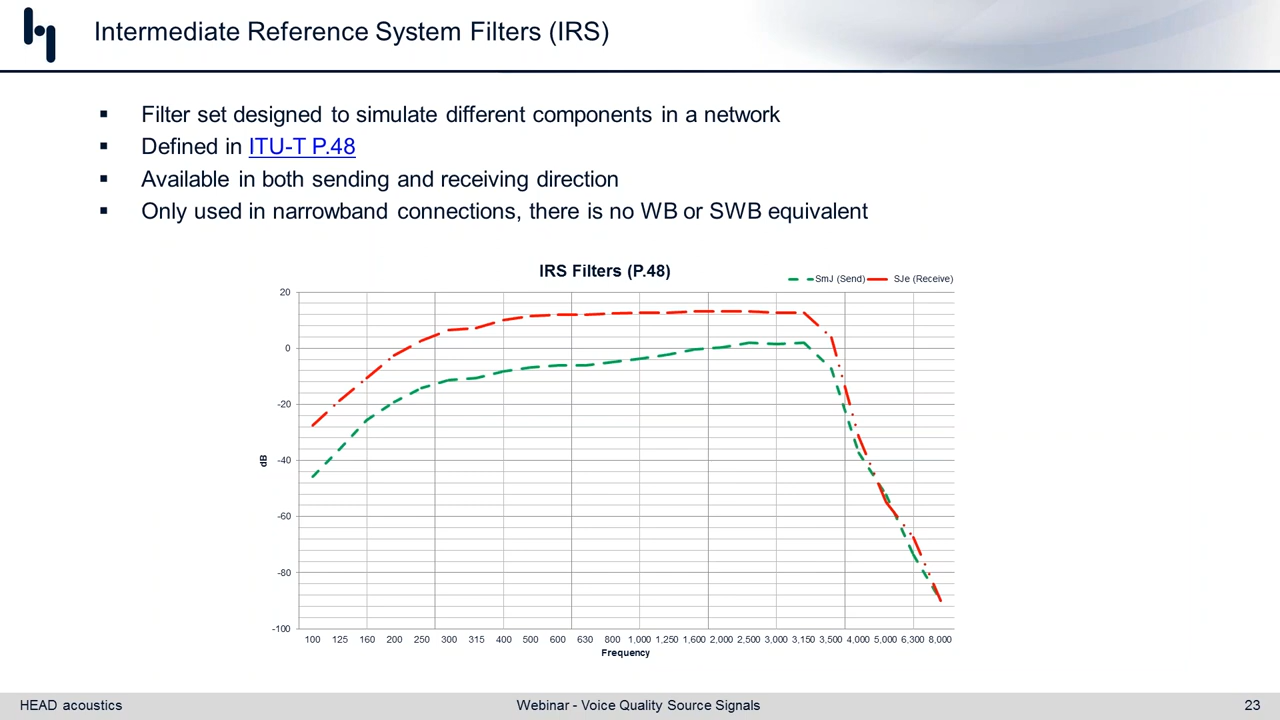 Intermediate Reference System Filters (IRS)
▪ Filter set designed to simulate different components in a network
▪ Defined in ITU-T P.48
▪ Available in both sending and receiving direction
▪ Only used in narrowband connections, there is no WB or SWB equivalent
IRS Filters (P.48)
SmJ (Send) SJe (Receive)
20
0
-20
-40
-60
-80
-100
dB
100 125 160 200 250 300 315 400 500 600 630 800 1,000 1,250 1,600 2,000 2,500 3,000 3,150 3,500 4,000 5,000 6,300 8,000
Frequency
HEAD acoustics Webinar - Voice Quality Source Signals 23